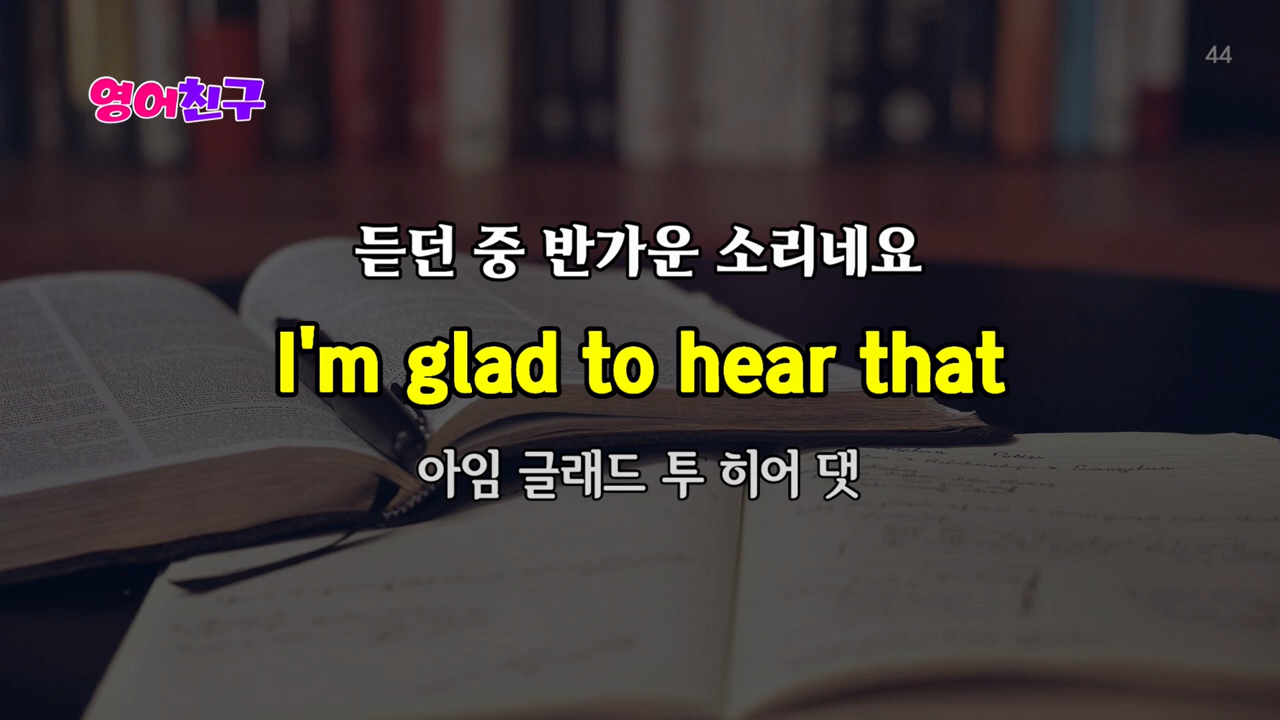 44
영어친구
듣던 중 반가운 소리네요
I'm glad to hear that
아임 글래드 투 히어 댓